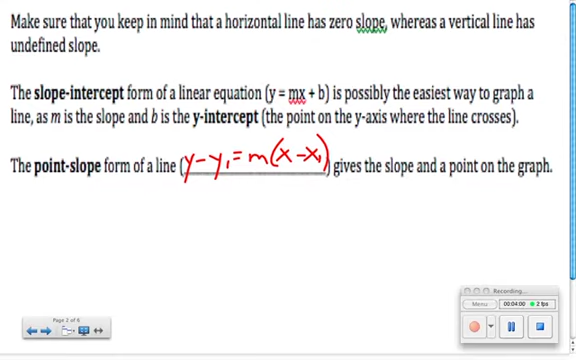 Make sure that you keep in mind that a horizontal line has zero slope, whereas a vertical line has
undefined slope.
The slope-intercept form of a linear equation (y = mx + b) is possibly the easiest way to graph a
line, as m is the slope and b is the y-intercept (the point on the y-axis where the line crosses).
The point-slope form of a line (y - y₁ = m(x - x₁)) gives the slope and a point on the graph.
Recording...
Menu
00:04:00 2 fps
Page 2 of 6